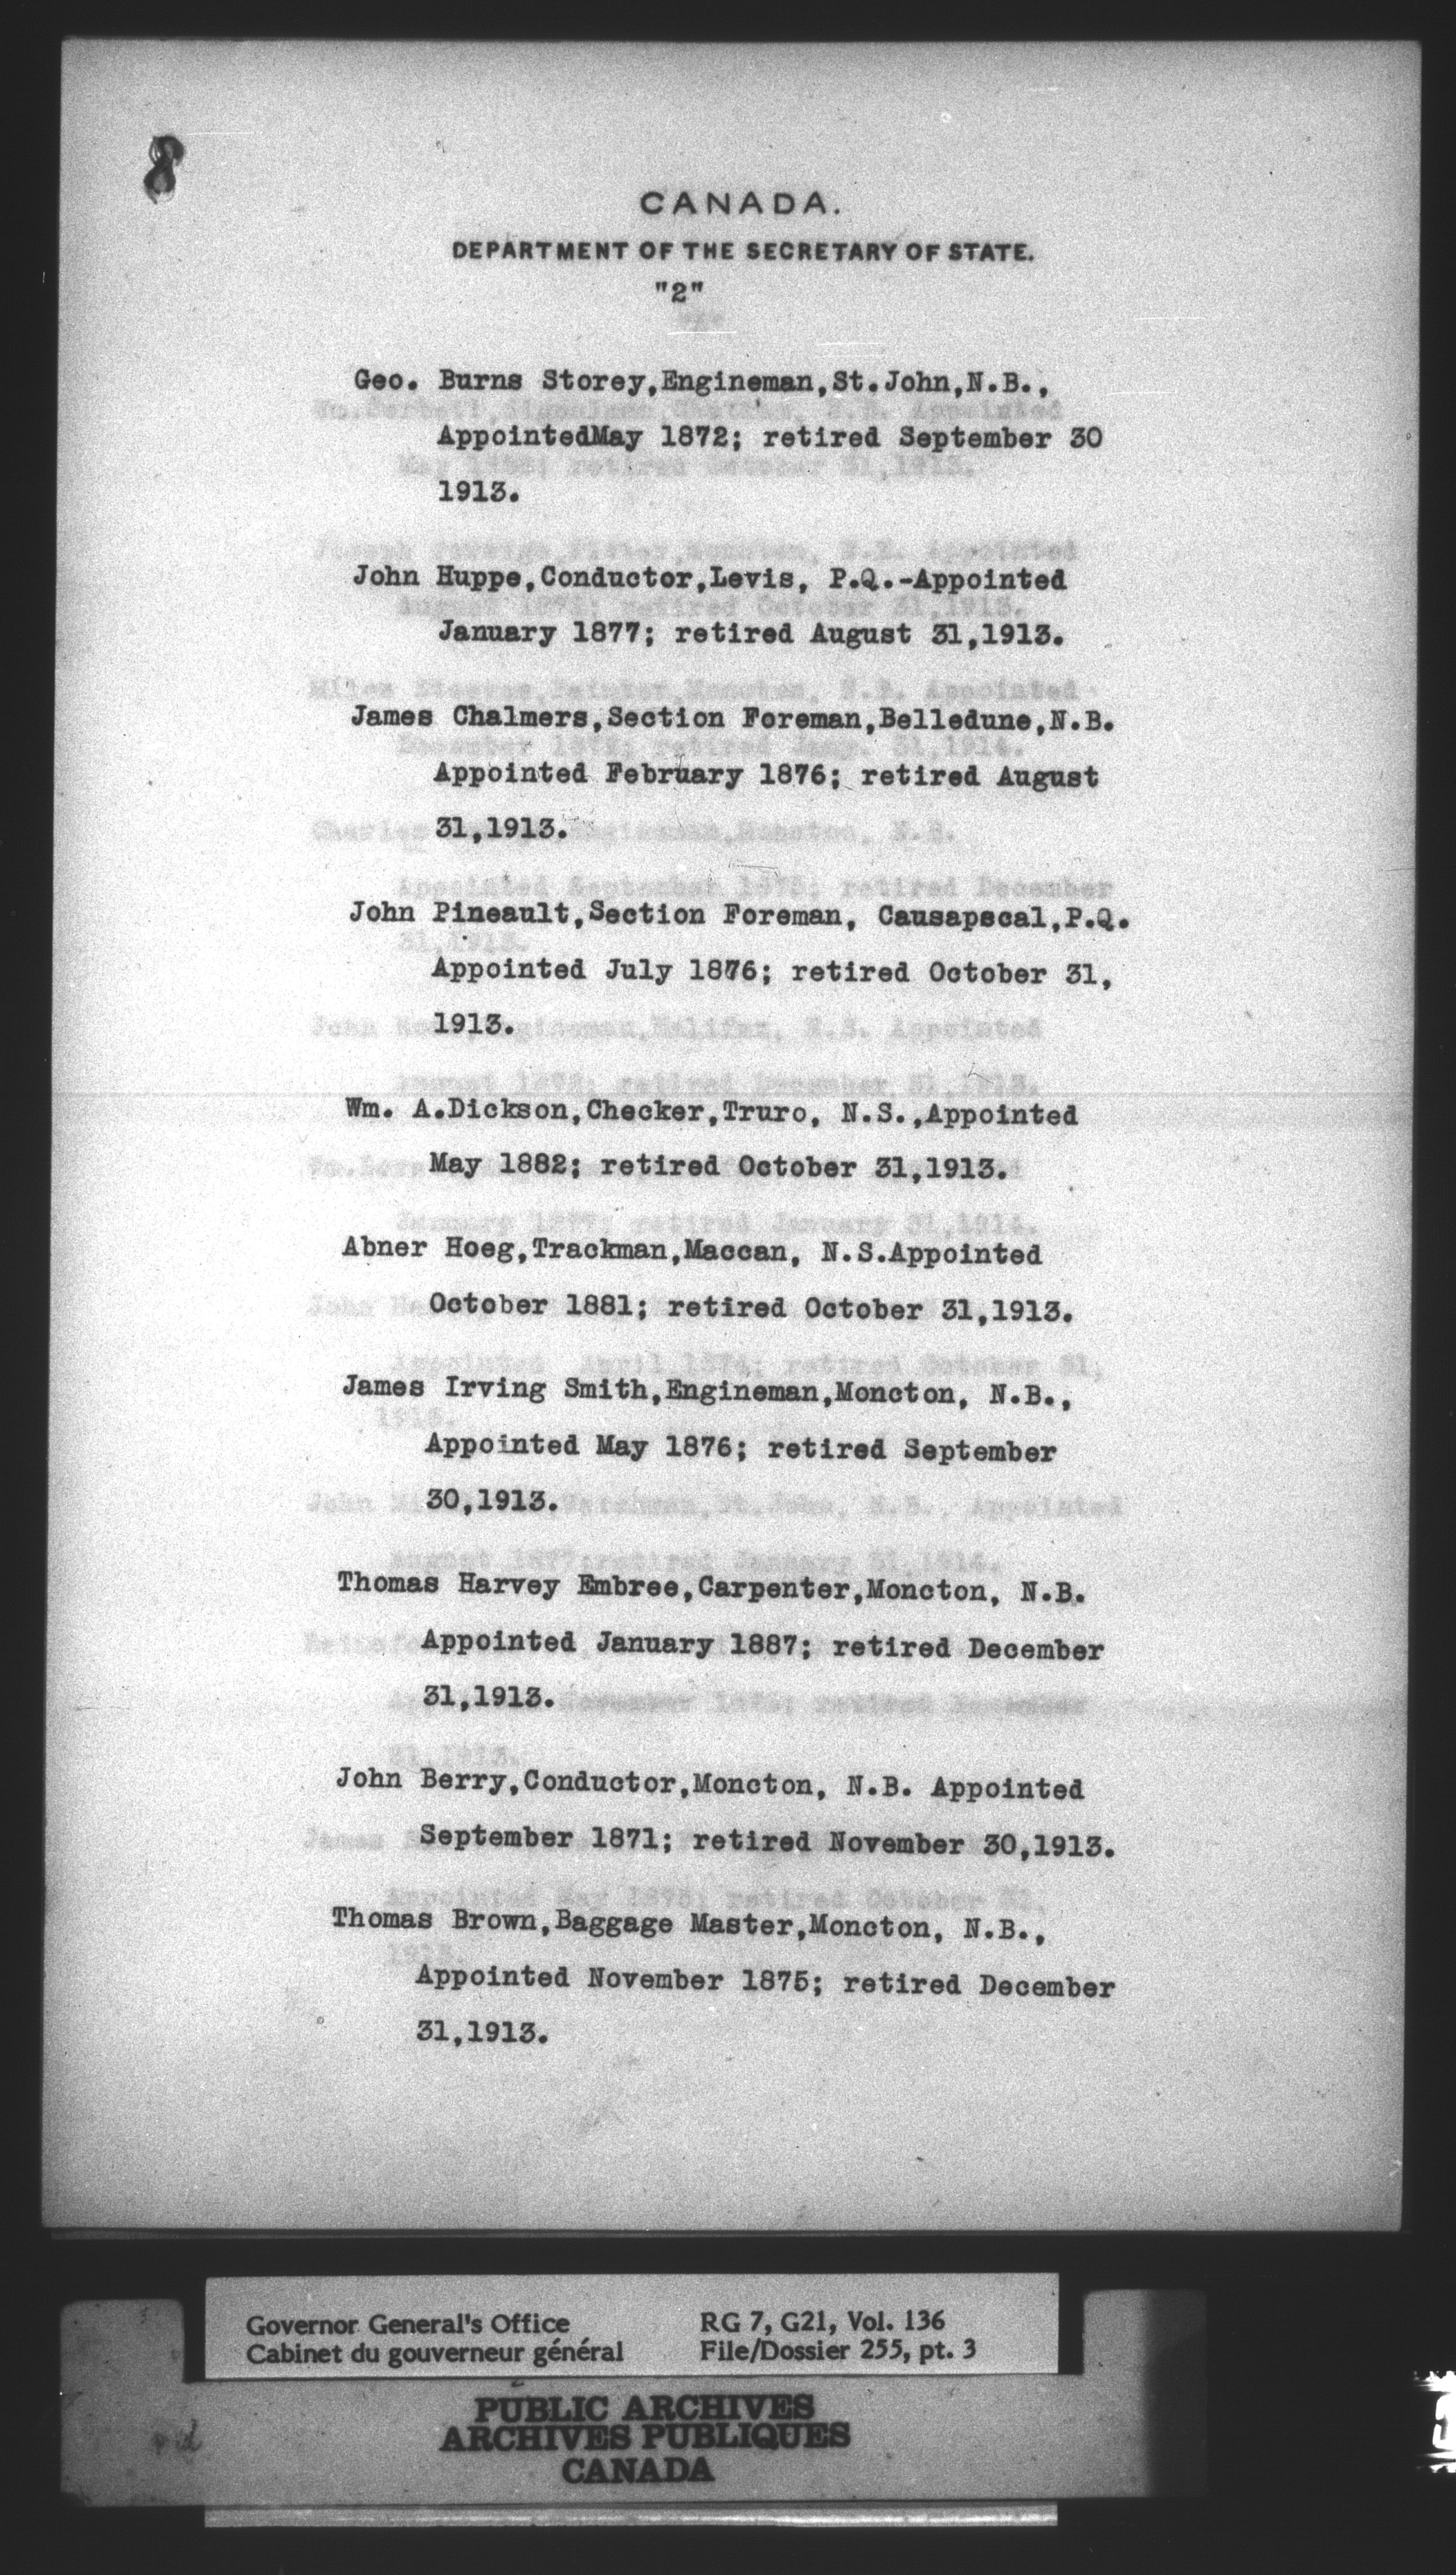 8
CANADA.
DEPARTMENT OF THE SECRETARY OF STATE.
"2"
Geo. Burns Storey,Engineman,St.John,N.B.,
AppointedMay 1872; retired September 30
1913.
John Huppe,Conductor,Levis, P.Q.-Appointed
January 1877; retired August 31,1913.
James Chalmers,Section Foreman,Belledune,N.B.
Appointed February 1876; retired August
31,1913.
John Pineault,Section Foreman, Causapscal,P.Q.
Appointed July 1876; retired October 31,
1913.
Wm. A.Dickson,Checker,Truro, N.S.,Appointed
May 1882; retired October 31,1913.
Abner Hoeg,Trackman,Maccan, N.S.Appointed
October 1881; retired October 31,1913.
James Irving Smith,Engineman,Moncton, N.B.,
Appointed May 1876; retired September
30,1913.
Thomas Harvey Embree,Carpenter,Moncton, N.B.
Appointed January 1887; retired December
31,1913.
John Berry,Conductor,Moncton, N.B. Appointed
September 1871; retired November 30,1913.
Thomas Brown,Baggage Master,Moncton, N.B.,
Appointed November 1875; retired December
31,1913.
Governor General's Office
Cabinet du gouverneur général
RG 7, G21, Vol. 136
File/Dossier 255, pt. 3
PUBLIC ARCHIVES
ARCHIVES PUBLIQUES
CANADA